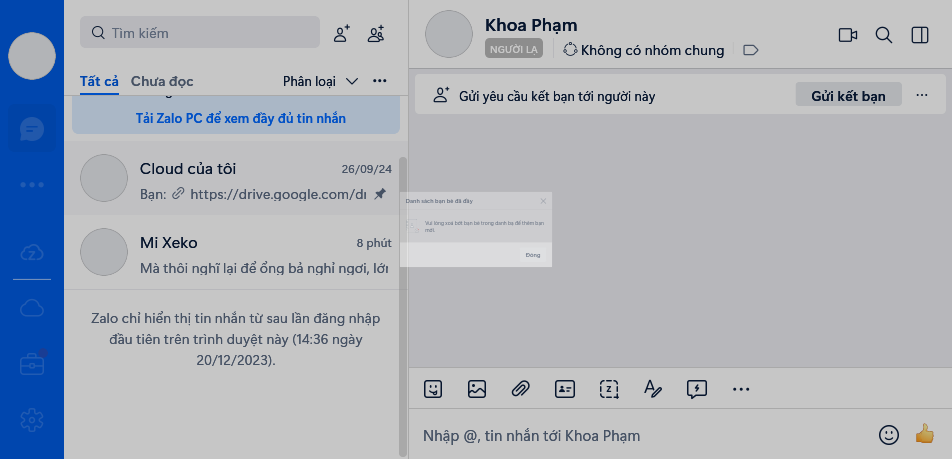 Tìm kiếm
Tất cả
Chưa đọc
Phân loại
Tải Zalo PC để xem đầy đủ tin nhắn
Cloud của tôi
26/09/24
Bạn: https://drive.google.com/dr
Mi Xeko
8 phút
Mà thôi nghĩ lại để ổng bả nghỉ ngơi, lớn
Zalo chỉ hiển thị tin nhắn từ sau lần đăng nhập
đầu tiên trên trình duyệt này (14:36 ngày
20/12/2023).
Khoa Phạm
NGƯỜI LẠ
Không có nhóm chung
Gửi yêu cầu kết bạn tới người này
Gửi kết bạn
Danh sách bạn bè đã đầy
Vui lòng xoá bớt bạn bè trong danh bạ để thêm bạn
mới.
Đóng
Nhập @, tin nhắn tới Khoa Phạm